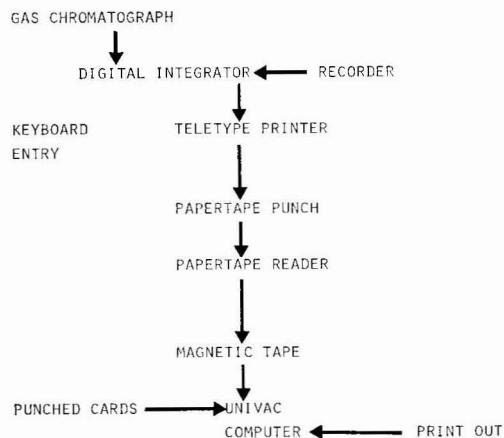 GAS CHROMATOGRAPH
DIGITAL INTEGRATOR
RECORDER
KEYBOARD
ENTRY
TELETYPE PRINTER
PAPERTAPE PUNCH
PAPERTAPE READER
MAGNETIC TAPE
PUNCHED CARDS
UNIVAC
COMPUTER
PRINT OUT